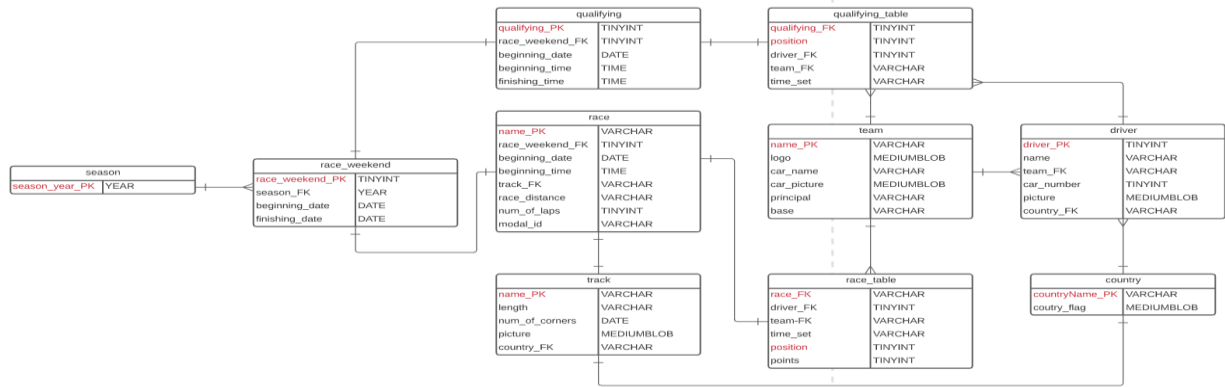 qualifying
qualifying_PK TINYINT
race_weekend_FK TINYINT
beginning_date DATE
beginning_time TIME
finishing_time TIME
qualifying_table
qualifying_FK TINYINT
position TINYINT
driver_FK TINYINT
team_FK VARCHAR
time_set VARCHAR
race
name_PK VARCHAR
race_weekend_FK TINYINT
beginning_date DATE
beginning_time TIME
track_FK VARCHAR
race_distance VARCHAR
num_of_laps TINYINT
modal_id VARCHAR
team
name_PK VARCHAR
logo MEDIUMBLOB
car_name VARCHAR
car_picture MEDIUMBLOB
principal VARCHAR
base VARCHAR
driver
driver_PK TINYINT
name VARCHAR
team_FK VARCHAR
car_number TINYINT
picture MEDIUMBLOB
country_FK VARCHAR
season
season_year_PK YEAR
race_weekend
race_weekend_PK TINYINT
season_FK YEAR
beginning_date DATE
finishing_date DATE
track
name_PK VARCHAR
length VARCHAR
num_of_corners DATE
picture MEDIUMBLOB
country_FK VARCHAR
race_table
race_FK VARCHAR
driver_FK TINYINT
team-FK VARCHAR
time_set VARCHAR
position TINYINT
points TINYINT
country
countryName_PK VARCHAR
coutry_flag MEDIUMBLOB